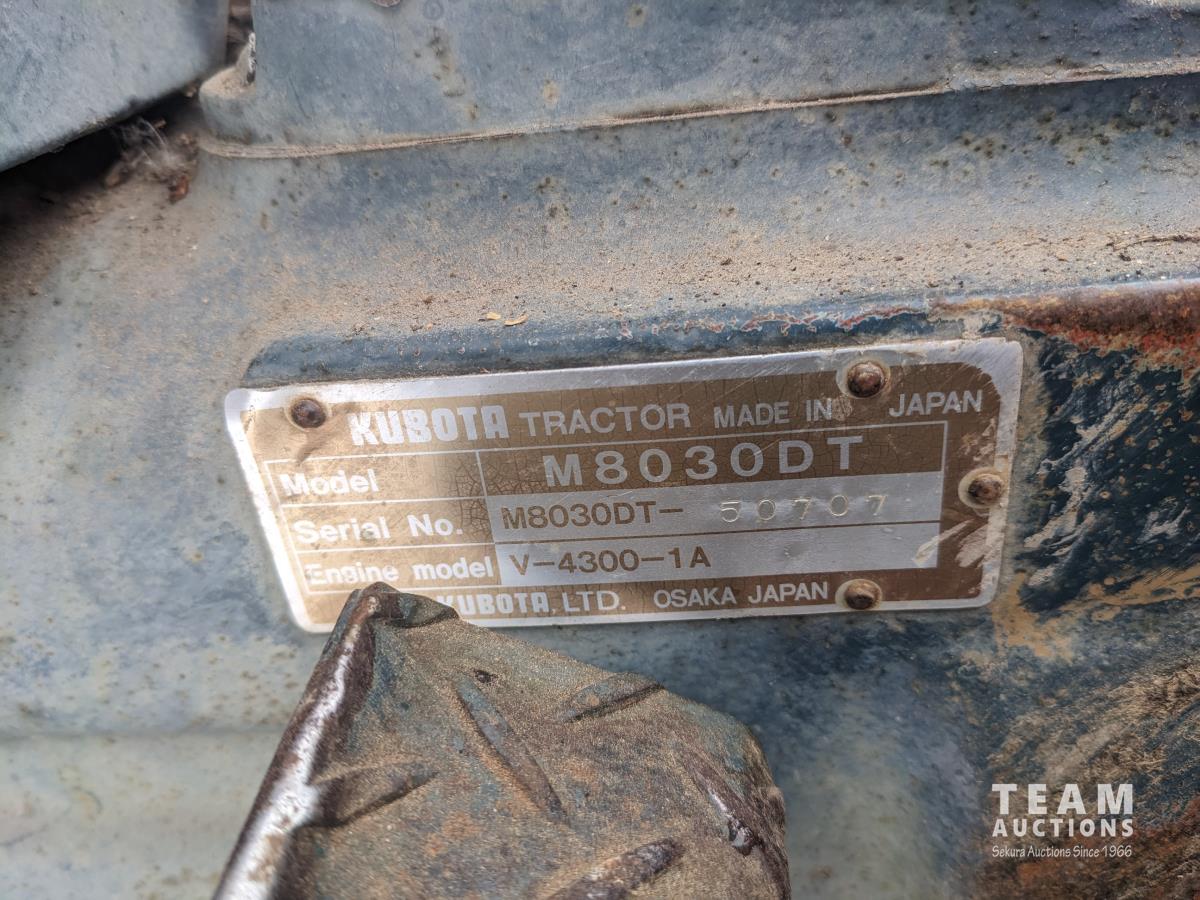 KUBOTA TRACTOR MADE IN JAPAN
Model M8030DT
Serial No. M8030DT- 50707
Engine model V-4300-1A
KUBOTA, LTD. OSAKA JAPAN
TEAM
AUCTIONS
Sekura Auctions Since 1966